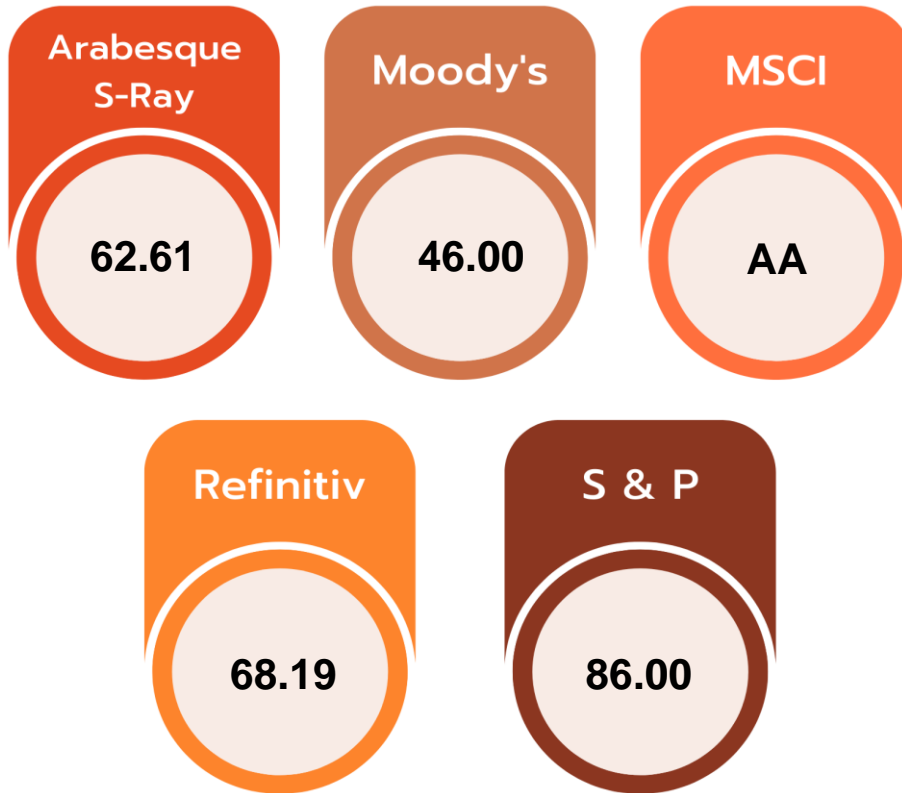 Arabesque
S-Ray
Moody's
MSCI
62.61
46.00
AA
Refinitiv
S & P
68.19
86.00